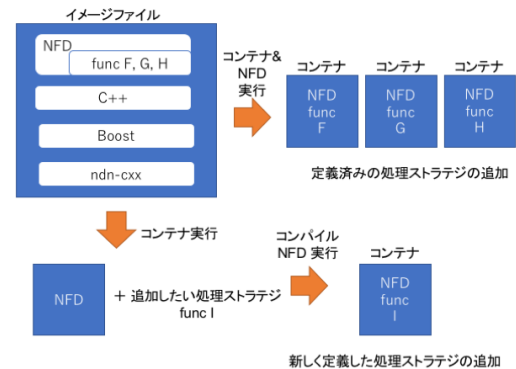 イメージファイル
NFD
func F, G, H
C++
Boost
ndn-cxx
コンテナ&
NFD
実行
コンテナ
NFD
func
F
コンテナ
NFD
func
G
コンテナ
NFD
func
H
定義済みの処理ストラテジの追加
コンテナ実行
NFD
+ 追加したい処理ストラテジ
func I
コンパイル
NFD 実行
コンテナ
NFD
func
I
新しく定義した処理ストラテジの追加